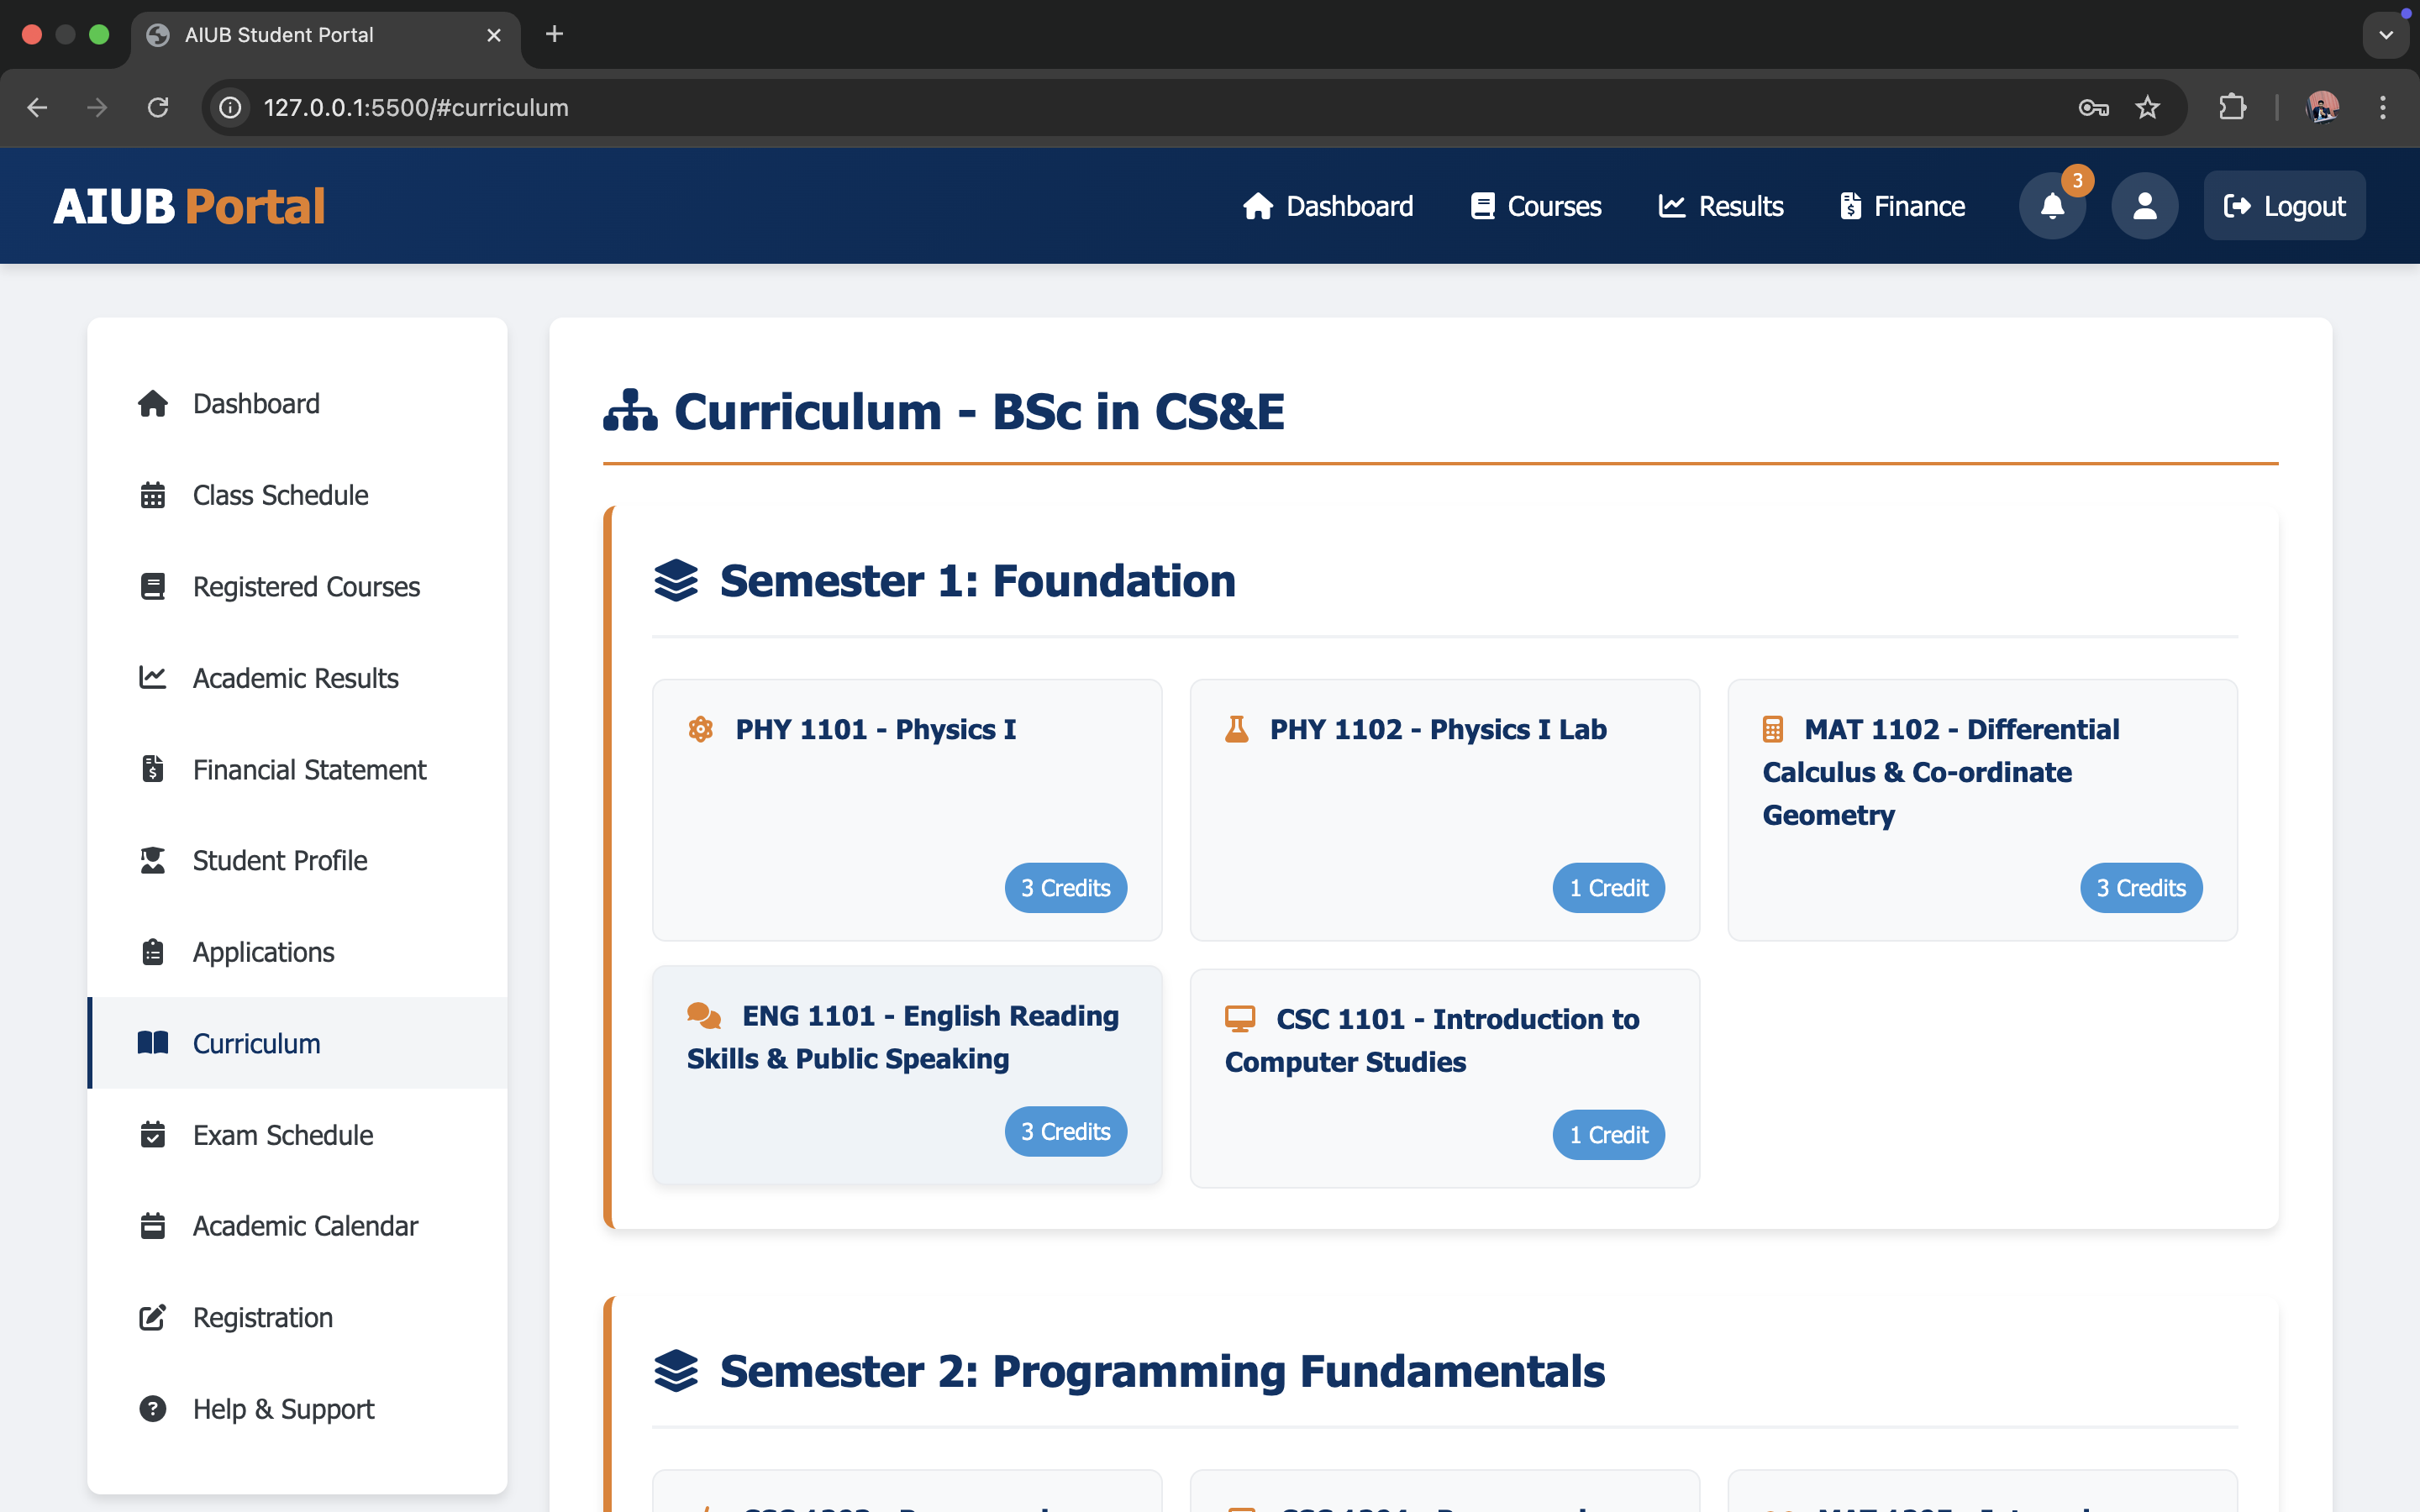 AIUB Student Portal
127.0.0.1:5500/#curriculum
AIUB Portal
Dashboard
Courses
Results
Finance
3
Logout
Dashboard
Class Schedule
Registered Courses
Academic Results
Financial Statement
Student Profile
Applications
Curriculum
Exam Schedule
Academic Calendar
Registration
Help & Support
Curriculum - BSc in CS&E
Semester 1: Foundation
PHY 1101 - Physics I
3 Credits
PHY 1102 - Physics I Lab
1 Credit
MAT 1102 - Differential
Calculus & Co-ordinate
Geometry
3 Credits
ENG 1101 - English Reading
Skills & Public Speaking
3 Credits
CSC 1101 - Introduction to
Computer Studies
1 Credit
Semester 2: Programming Fundamentals